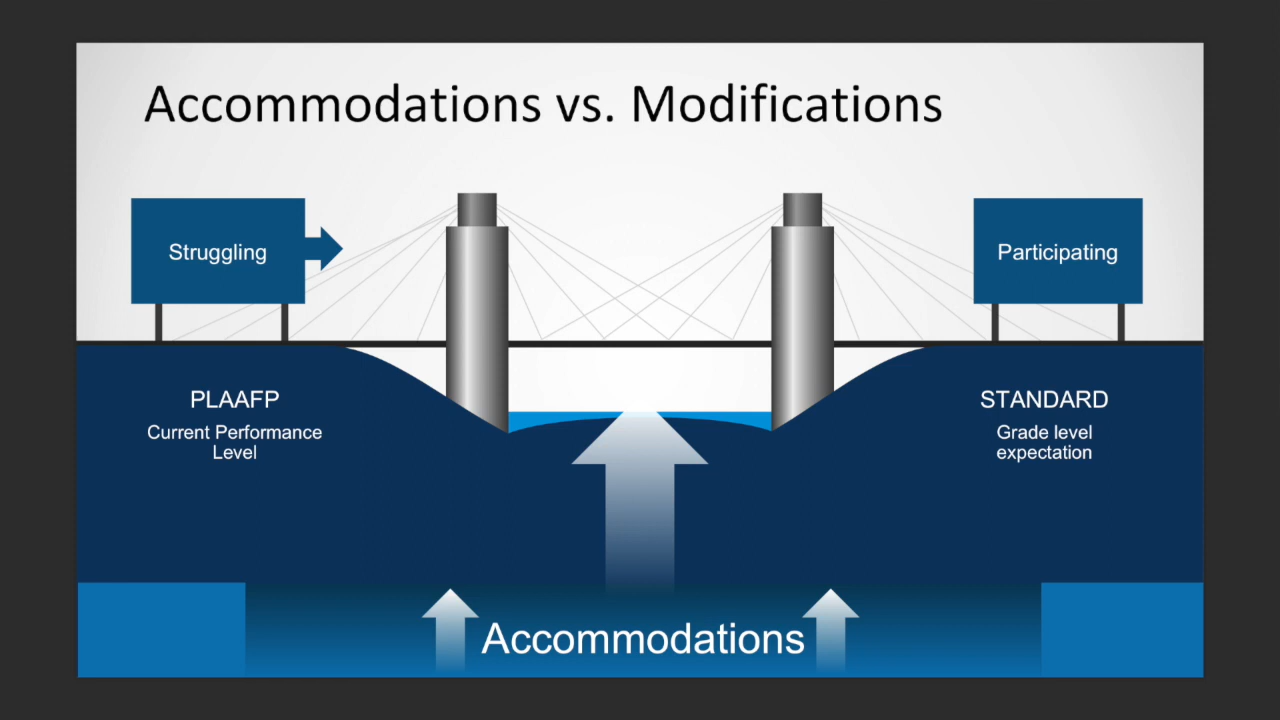 Accommodations vs. Modifications
Struggling
Participating
PLAAFP
Current Performance
Level
STANDARD
Grade level
expectation
Accommodations